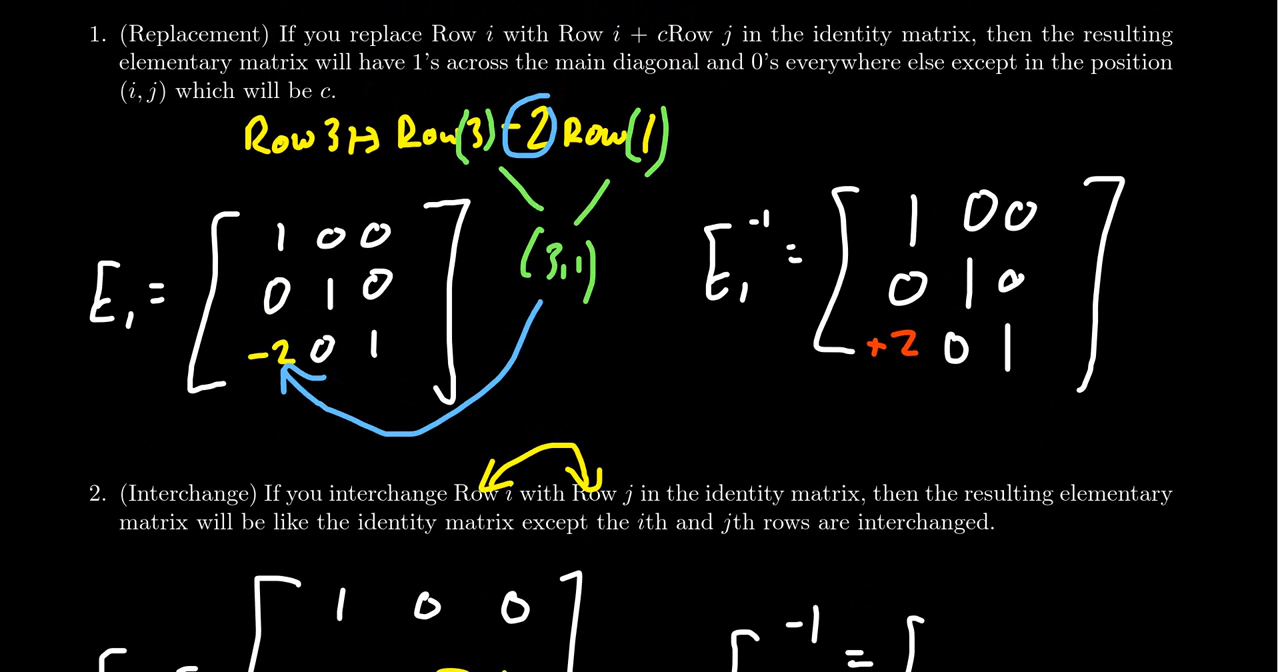 1. (Replacement) If you replace Row i with Row i + cRow j in the identity matrix, then the resulting
elementary matrix will have 1's across the main diagonal and 0's everywhere else except in the position
(i, j) which will be c.
Row 3 ↦ Row(3) -2 Row(1)
(3,1)
E₁ = [ 1 0 0
0 1 0
-2 0 1 ]
E₁⁻¹ = [ 1 0 0
0 1 0
+2 0 1 ]
2. (Interchange) If you interchange Row i with Row j in the identity matrix, then the resulting elementary
matrix will be like the identity matrix except the ith and jth rows are interchanged.
[ 1 0 0 ]
⁻¹ = [